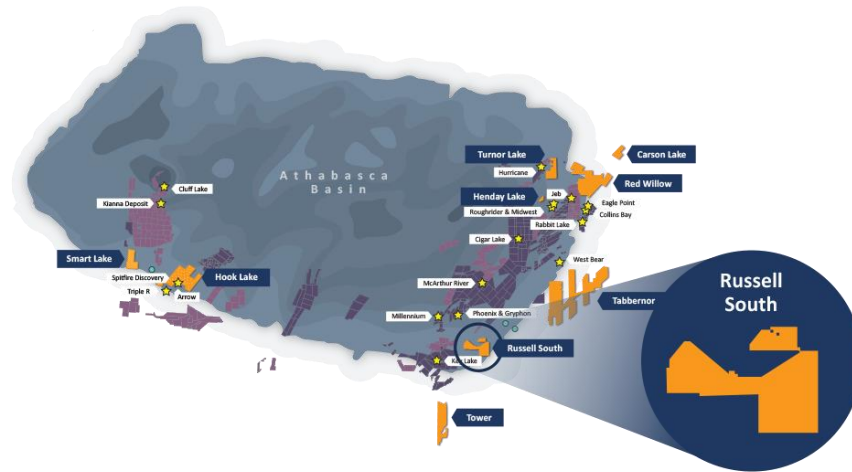 Athabasca
Basin
Turnor Lake
Carson Lake
Hurricane
Red Willow
Cluff Lake
Kianna Deposit
Henday Lake
Jeb
Eagle Point
Roughrider & Midwest
Collins Bay
Rabbit Lake
Cigar Lake
Smart Lake
West Bear
Spitfire Discovery
Hook Lake
McArthur River
Triple R
Arrow
Tabbernor
Millennium
Phoenix & Gryphon
Russell South
Key Lake
Tower
Russell
South